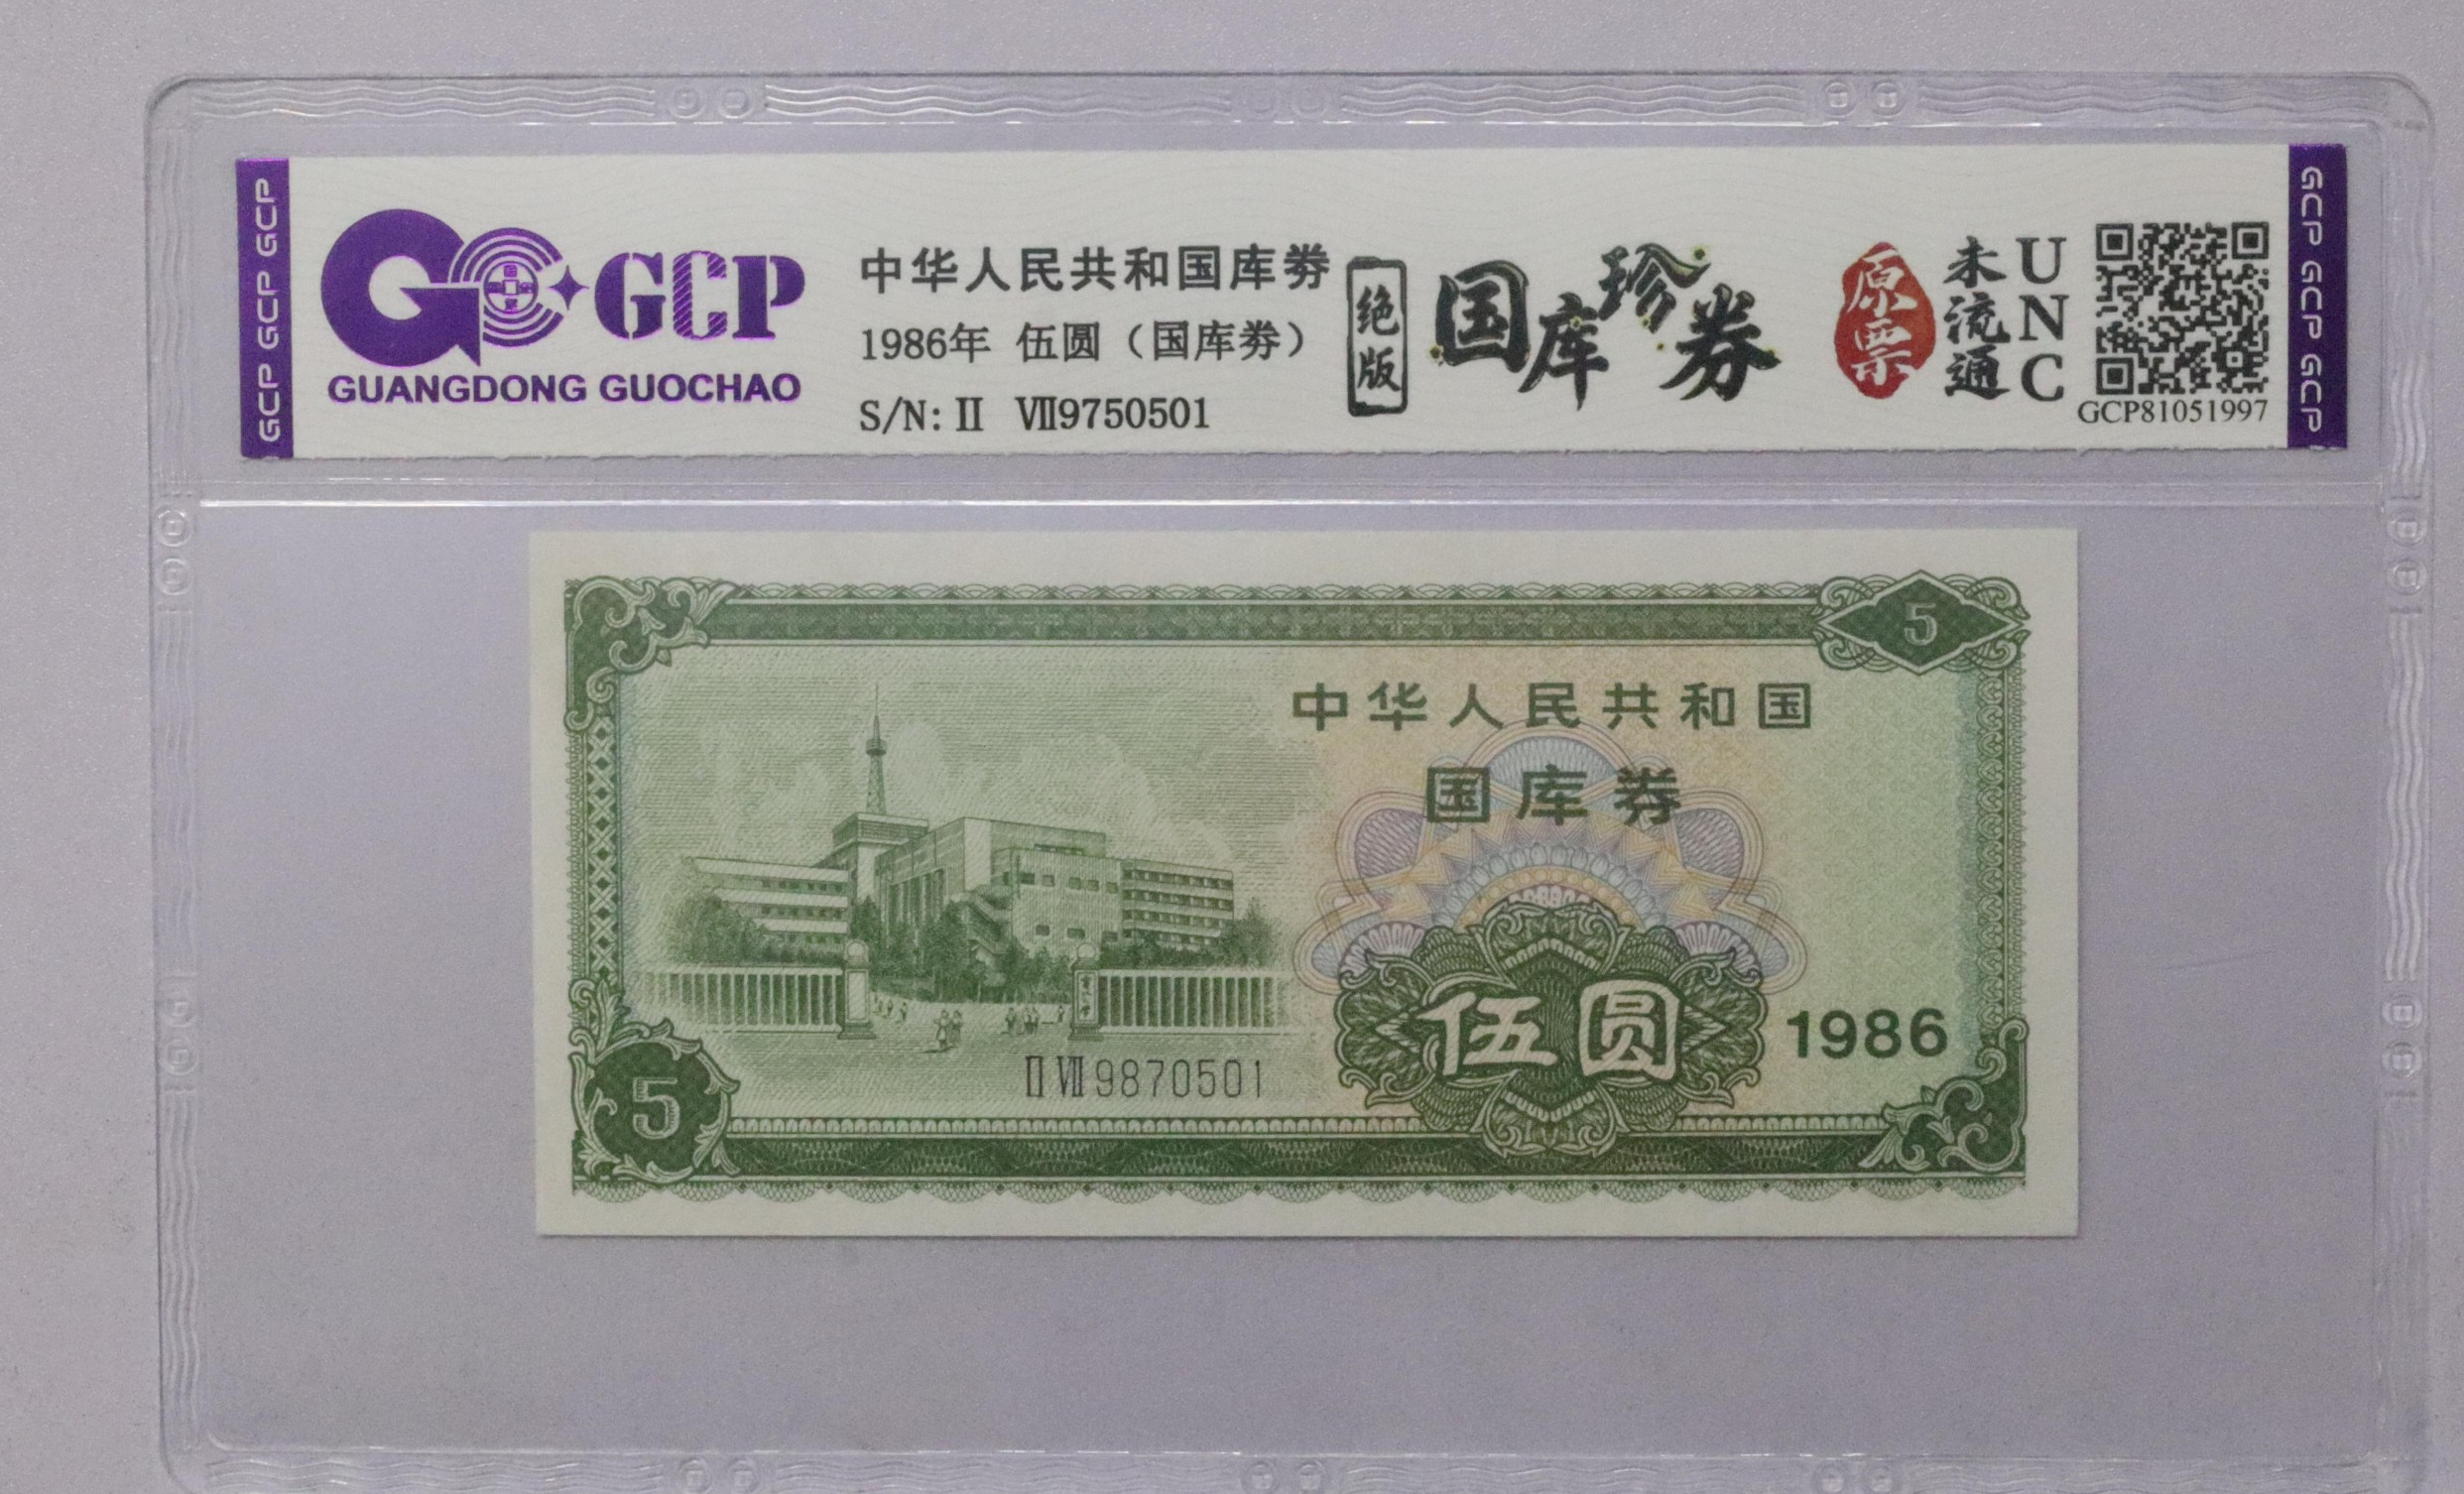 GCP GCP GCP
GCP
GUANGDONG GUOCHAO
中华人民共和国库劵
1986年 伍圆（国库劵）
S/N: II VII9750501
绝版
国库珍券
原票
未流通
UNC
GCP81051997
GCP GCP GCP
5
中华人民共和国
国库券
伍圆
1986
II VII 9870501
5